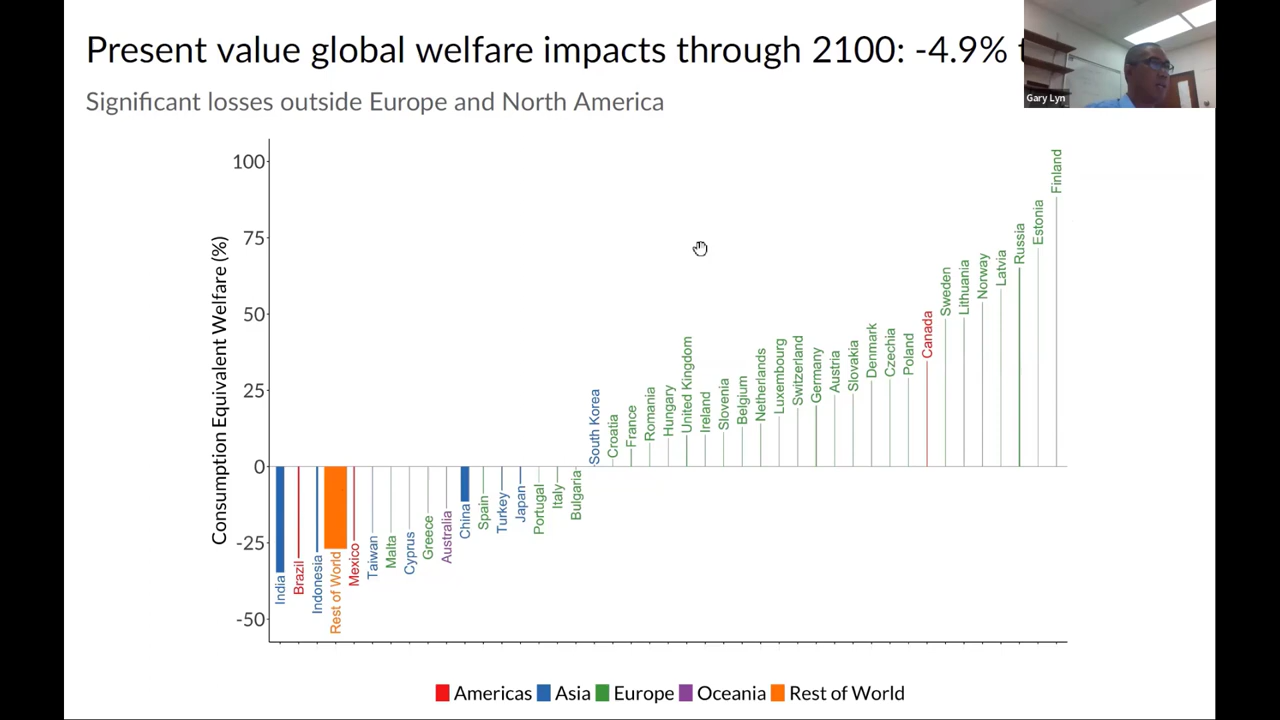 Present value global welfare impacts through 2100: -4.9%
Gary Lyn
Significant losses outside Europe and North America
Consumption Equivalent Welfare (%)
100
75
50
25
0
-25
-50
India
Brazil
Indonesia
Rest of World
Mexico
Taiwan
Malta
Cyprus
Greece
Australia
China
Spain
Turkey
Japan
Portugal
Italy
Bulgaria
South Korea
Croatia
France
Romania
Hungary
United Kingdom
Ireland
Slovenia
Belgium
Netherlands
Luxembourg
Switzerland
Germany
Austria
Slovakia
Denmark
Czechia
Poland
Canada
Sweden
Lithuania
Norway
Latvia
Russia
Estonia
Finland
Americas Asia Europe Oceania Rest of World